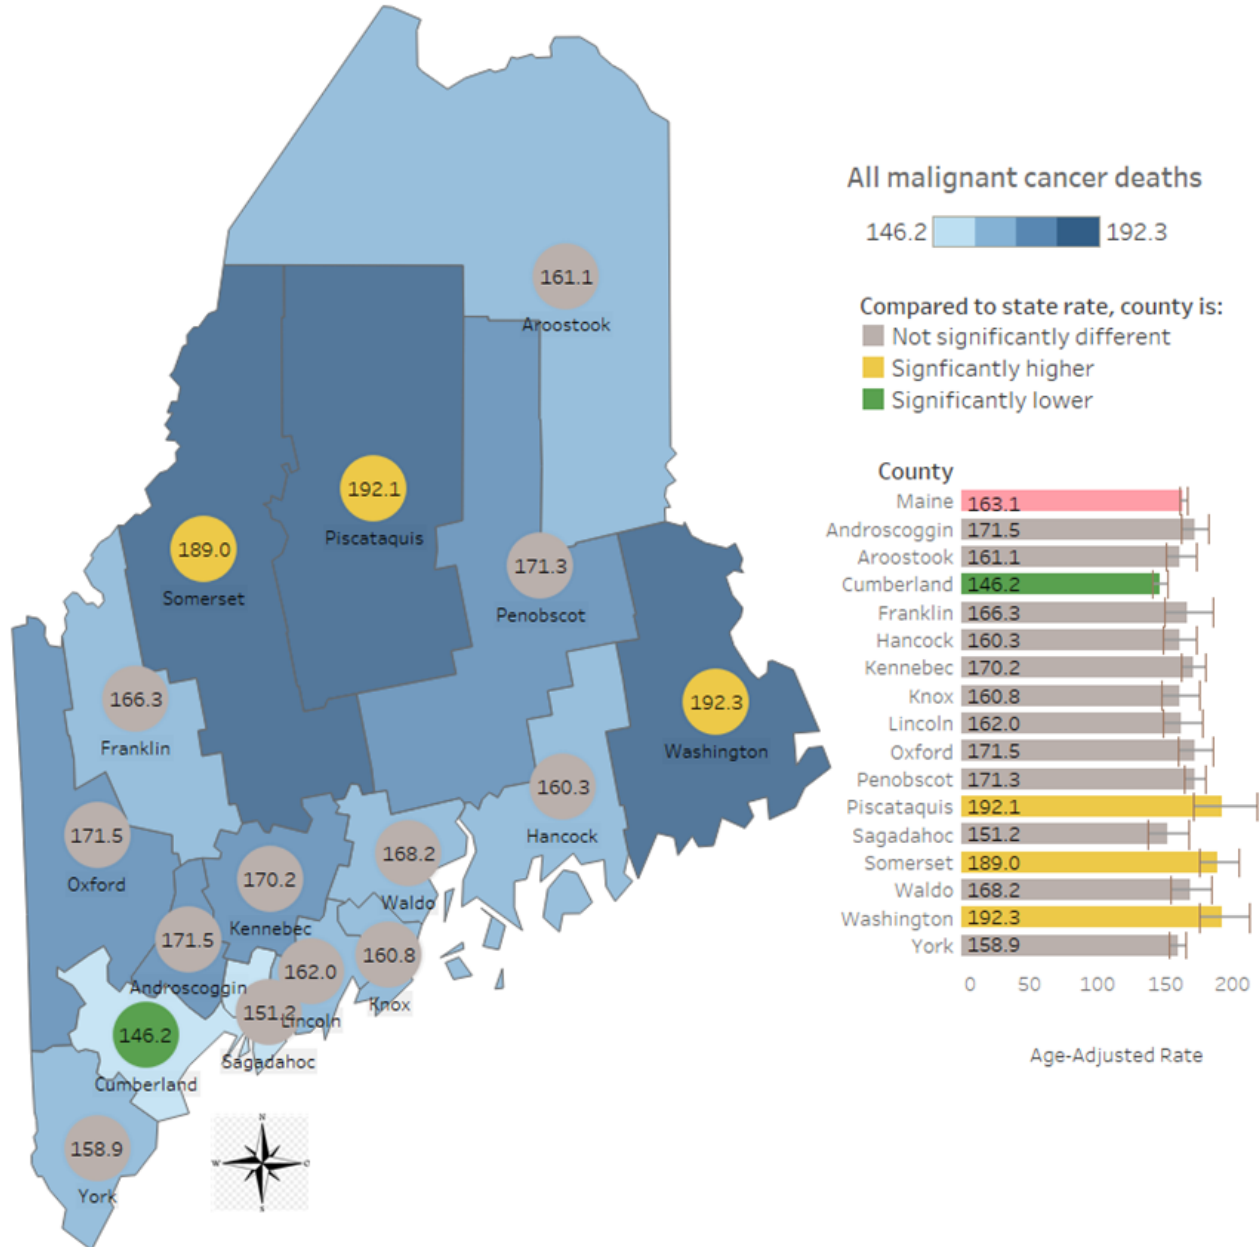 161.1
Aroostook
192.1
Piscataquis
189.0
Somerset
171.3
Penobscot
166.3
Franklin
192.3
Washington
160.3
Hancock
171.5
Oxford
168.2
Waldo
170.2
Kennebec
171.5
Androscoggin
160.8
Knox
162.0
Lincoln
151.2
Sagadahoc
146.2
Cumberland
158.9
York
N
W
O
S
All malignant cancer deaths
146.2 192.3
Compared to state rate, county is:
Not significantly different
Signficantly higher
Significantly lower
County
Maine 163.1
Androscoggin 171.5
Aroostook 161.1
Cumberland 146.2
Franklin 166.3
Hancock 160.3
Kennebec 170.2
Knox 160.8
Lincoln 162.0
Oxford 171.5
Penobscot 171.3
Piscataquis 192.1
Sagadahoc 151.2
Somerset 189.0
Waldo 168.2
Washington 192.3
York 158.9
0 50 100 150 200
Age-Adjusted Rate